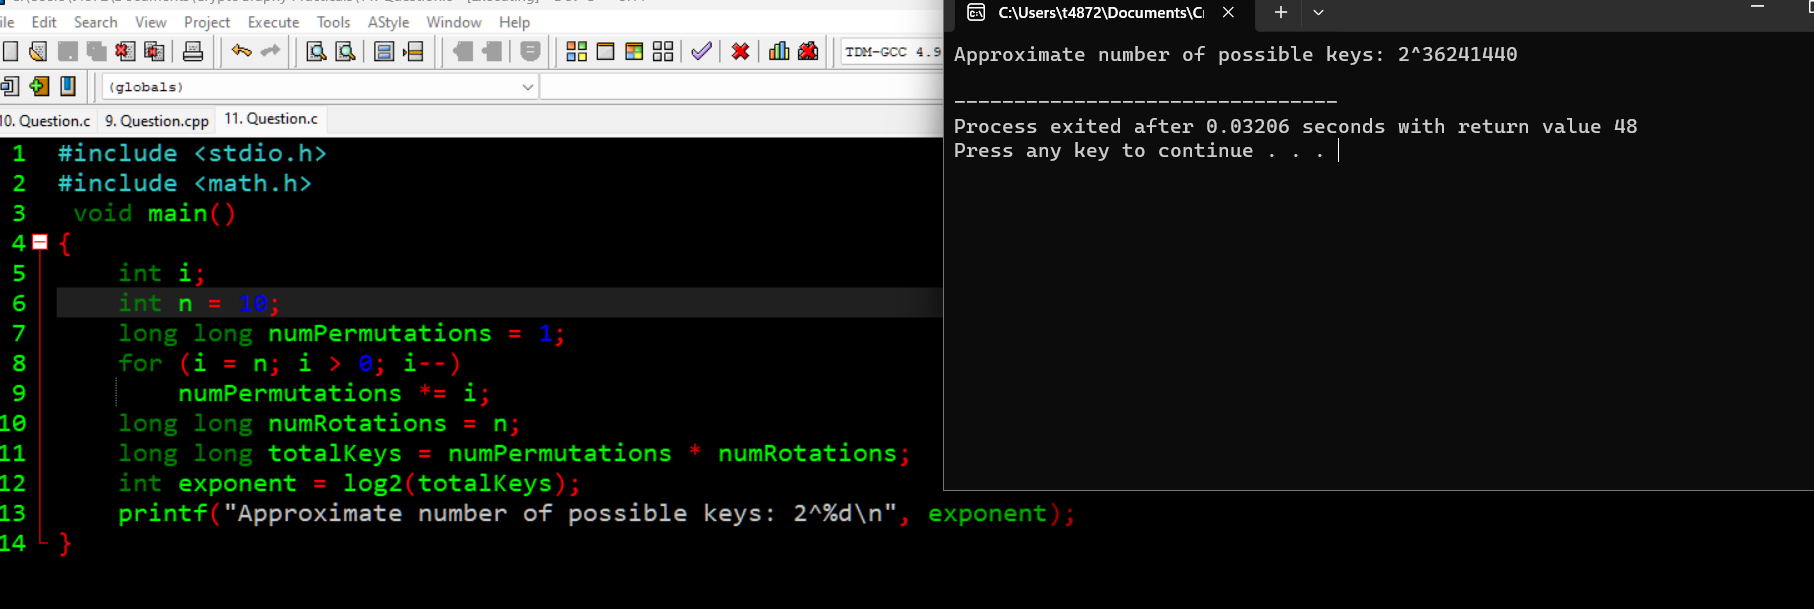 ile Edit Search View Project Execute Tools AStyle Window Help
TDM-GCC 4.9
(globals)
10. Question.c 9. Question.cpp 11. Question.c
1 #include <stdio.h>
2 #include <math.h>
3 void main()
4 {
5 int i;
6 int n = 10;
7 long long numPermutations = 1;
8 for (i = n; i > 0; i--)
9 numPermutations *= i;
10 long long numRotations = n;
11 long long totalKeys = numPermutations * numRotations;
12 int exponent = log2(totalKeys);
13 printf("Approximate number of possible keys: 2^%d\n", exponent);
14 }
C:\Users\t4872\Documents\C
Approximate number of possible keys: 2^36241440
--------------------------------
Process exited after 0.03206 seconds with return value 48
Press any key to continue . . .